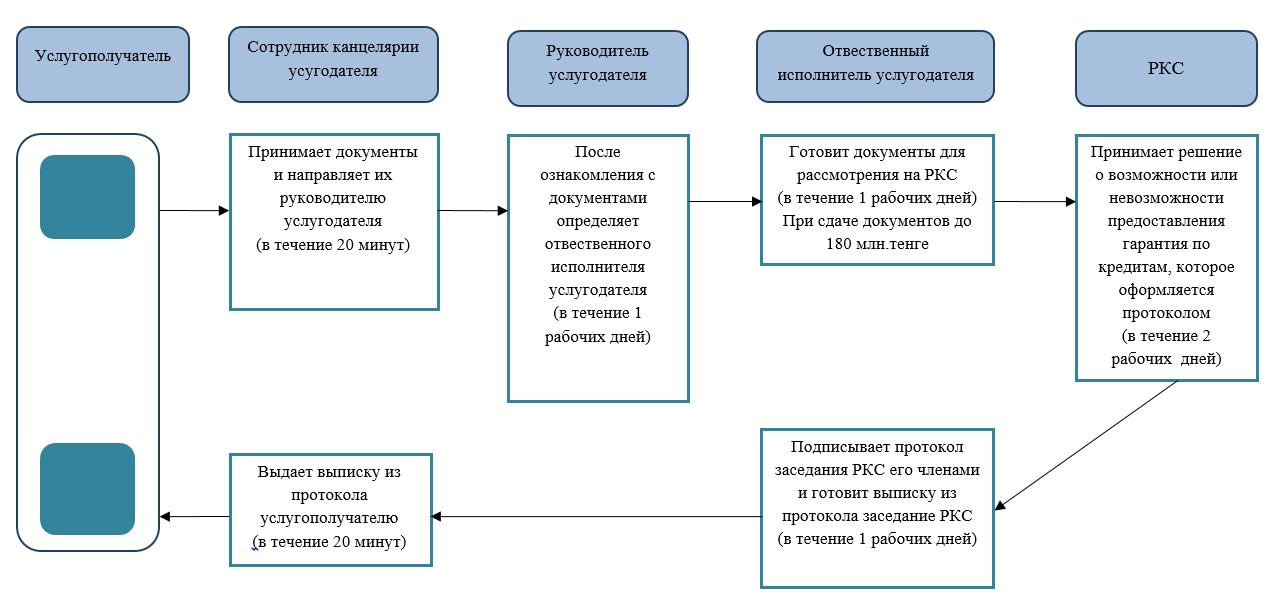 Услугополучатель
Сотрудник канцелярии
усугодателя
Руководитель
услугодателя
Отвественный
исполнитель услугодателя
РКС
Принимает документы
и направляет их
руководителю
услугодателя
(в течение 20 минут)
После
ознакомления с
документами
определяет
отвественного
исполнителя
услугодателя
(в течение 1
рабочих дней)
Готовит документы для
рассмотрения на РКС
(в течение 1 рабочих дней)
При сдаче документов до
180 млн.тенге
Принимает решение
о возможности или
невозможности
предоставления
гарантия по
кредитам, которое
оформляется
протоколом
(в течение 2
рабочих  дней)
Выдает выписку из
протокола
услугополучателю
(в течение 20 минут)
Подписывает протокол
заседания РКС его членами
и готовит выписку из
протокола заседание РКС
(в течение 1 рабочих дней)